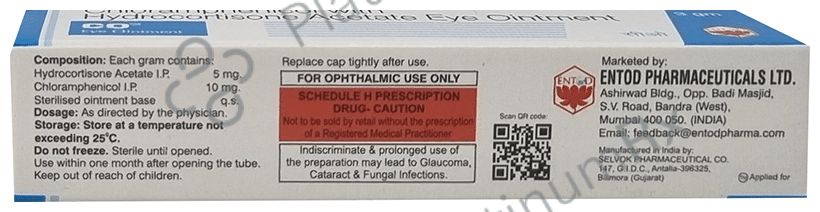 Hydrocortisone Acetate Eye Ointment
Eye Ointment
Composition: Each gram contains:
Hydrocortisone Acetate I.P. 5 mg.
Chloramphenicol I.P. 10 mg.
Sterilised ointment base q.s.
Dosage: As directed by the physician.
Storage: Store at a temperature not
exceeding 25°C.
Do not freeze. Sterile until opened.
Use within one month after opening the tube.
Keep out of reach of children.
Replace cap tightly after use.
FOR OPHTHALMIC USE ONLY
SCHEDULE H PRESCRIPTION
DRUG- CAUTION
Not to be sold by retail without the prescription
of a Registered Medical Practitioner
Indiscriminate & prolonged use of
the preparation may lead to Glaucoma,
Cataract & Fungal Infections.
Scan QR code:
Marketed by:
ENTOD PHARMACEUTICALS LTD.
Ashirwad Bldg., Opp. Badi Masjid,
S.V. Road, Bandra (West),
Mumbai 400 050. (INDIA)
Email: feedback@entodpharma.com
Manufactured in India by:
SELVOK PHARMACEUTICAL CO.
147, G.I.D.C., Antalia-396325,
Bilimora (Gujarat)
Applied for